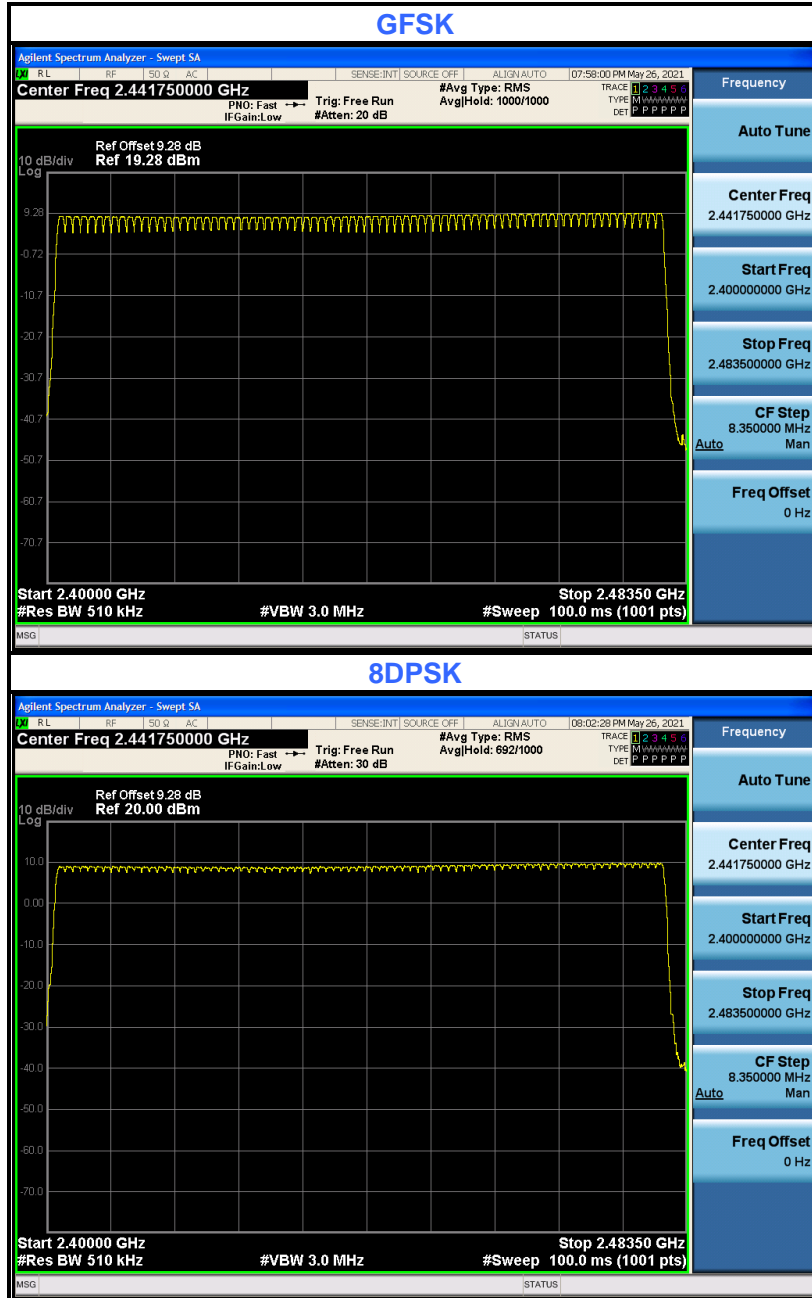 GFSK
Agilent Spectrum Analyzer - Swept SA
LXI RL RF 50 Ω AC SENSE:INT SOURCE OFF ALIGNAUTO 07:58:00 PM May 26, 2021
Center Freq 2.441750000 GHz
PNO: Fast
IFGain:Low
Trig: Free Run
#Atten: 20 dB
#Avg Type: RMS
Avg|Hold: 1000/1000
TRACE 1 2 3 4 5 6
TYPE M
DET P P P P P P
Frequency
Auto Tune
Center Freq
2.441750000 GHz
Start Freq
2.400000000 GHz
Stop Freq
2.483500000 GHz
CF Step
8.350000 MHz
Auto Man
Freq Offset
0 Hz
Ref Offset 9.28 dB
10 dB/div Ref 19.28 dBm
Log
9.28
-0.72
-10.7
-20.7
-30.7
-40.7
-50.7
-60.7
-70.7
Start 2.40000 GHz Stop 2.48350 GHz
#Res BW 510 kHz #VBW 3.0 MHz #Sweep 100.0 ms (1001 pts)
MSG STATUS
8DPSK
Agilent Spectrum Analyzer - Swept SA
LXI RL RF 50 Ω AC SENSE:INT SOURCE OFF ALIGNAUTO 08:02:28 PM May 26, 2021
Center Freq 2.441750000 GHz
PNO: Fast
IFGain:Low
Trig: Free Run
#Atten: 30 dB
#Avg Type: RMS
Avg|Hold: 692/1000
TRACE 1 2 3 4 5 6
TYPE M
DET P P P P P P
Frequency
Auto Tune
Center Freq
2.441750000 GHz
Start Freq
2.400000000 GHz
Stop Freq
2.483500000 GHz
CF Step
8.350000 MHz
Auto Man
Freq Offset
0 Hz
Ref Offset 9.28 dB
10 dB/div Ref 20.00 dBm
Log
10.0
0.00
-10.0
-20.0
-30.0
-40.0
-50.0
-60.0
-70.0
Start 2.40000 GHz Stop 2.48350 GHz
#Res BW 510 kHz #VBW 3.0 MHz #Sweep 100.0 ms (1001 pts)
MSG STATUS